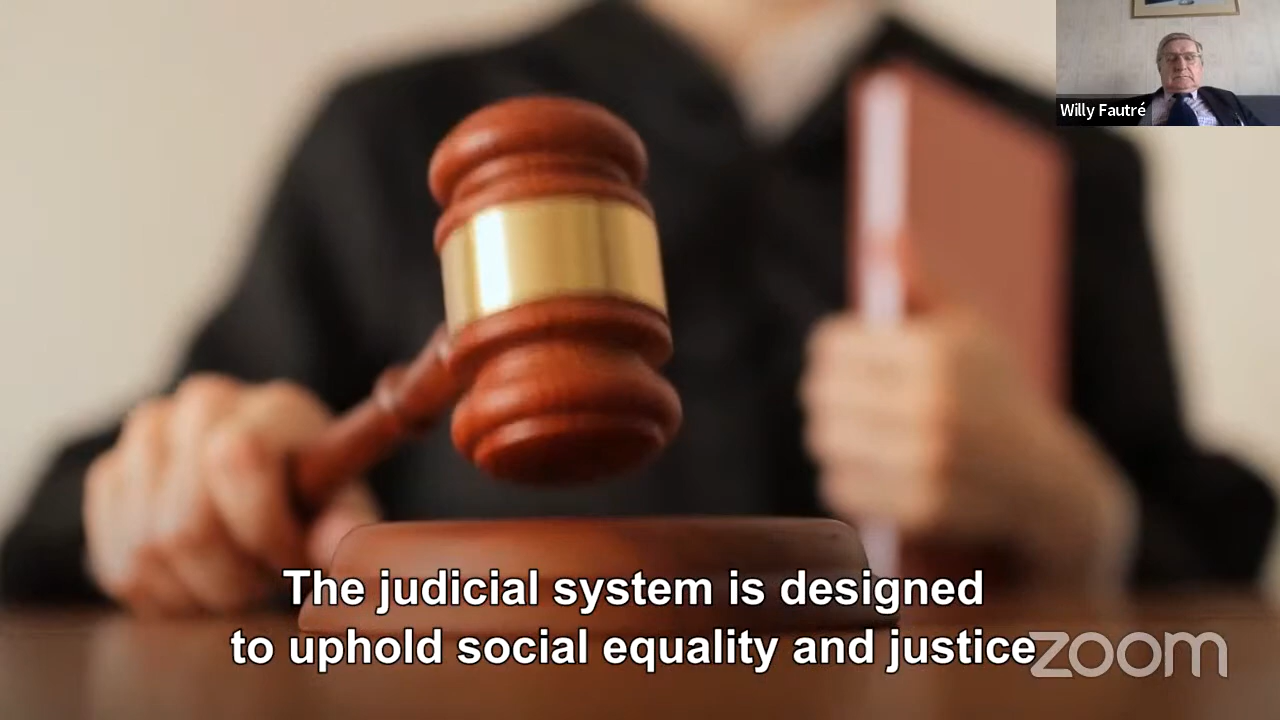 Willy Fautré
The judicial system is designed
to uphold social equality and justice
zoom